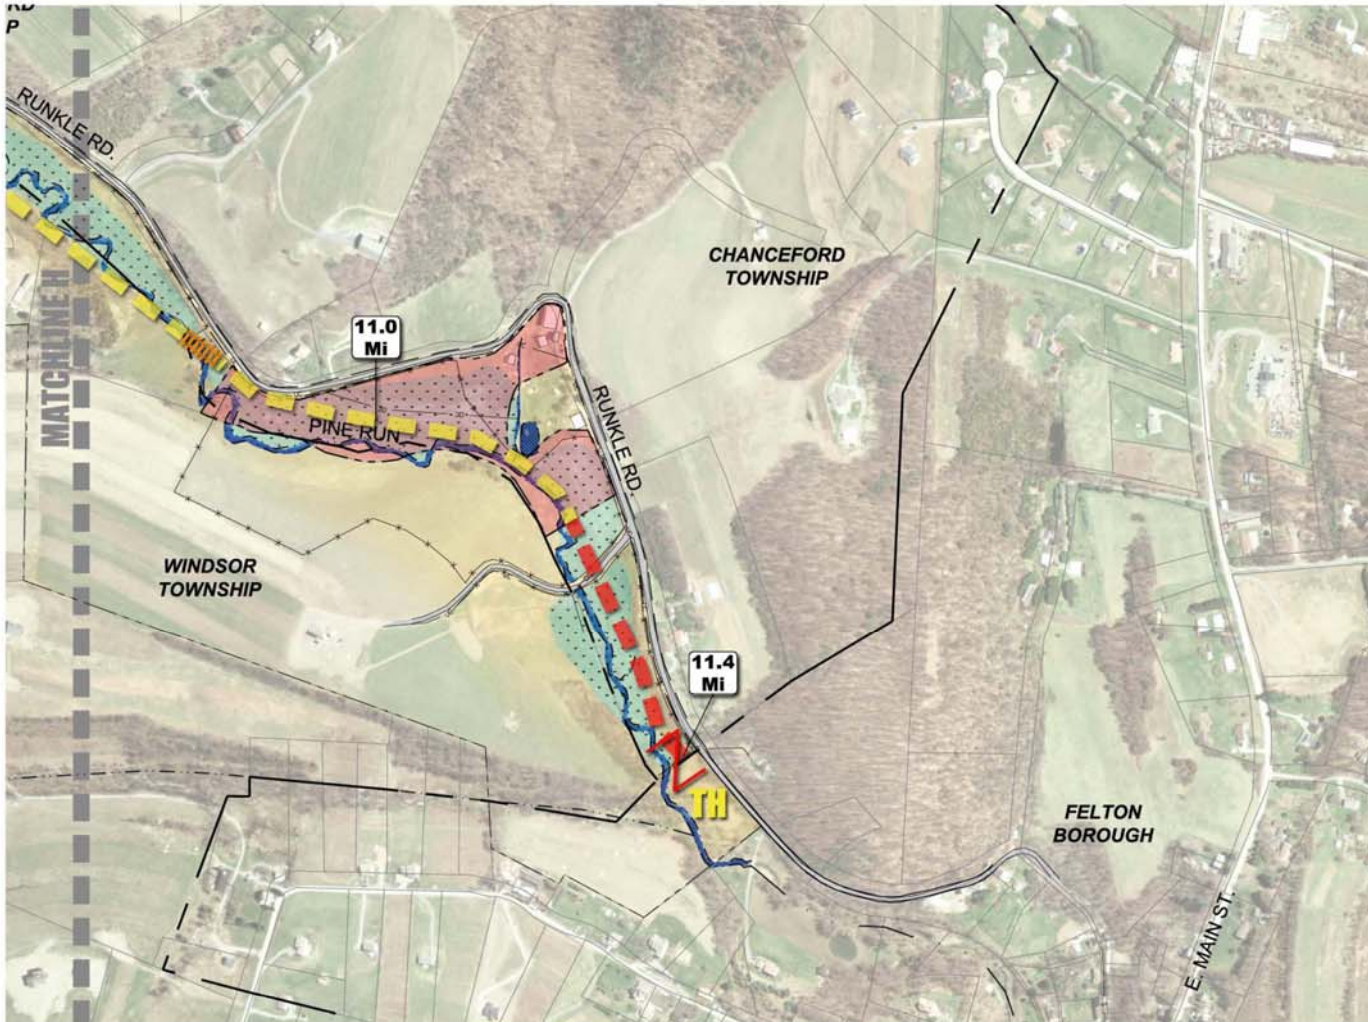 RD
P
RUNKLE RD.
CHANCEFORD
TOWNSHIP
MATCHLINE H
11.0
Mi
PINE RUN
RUNKLE RD.
WINDSOR
TOWNSHIP
11.4
Mi
TH
FELTON
BOROUGH
E. MAIN ST.